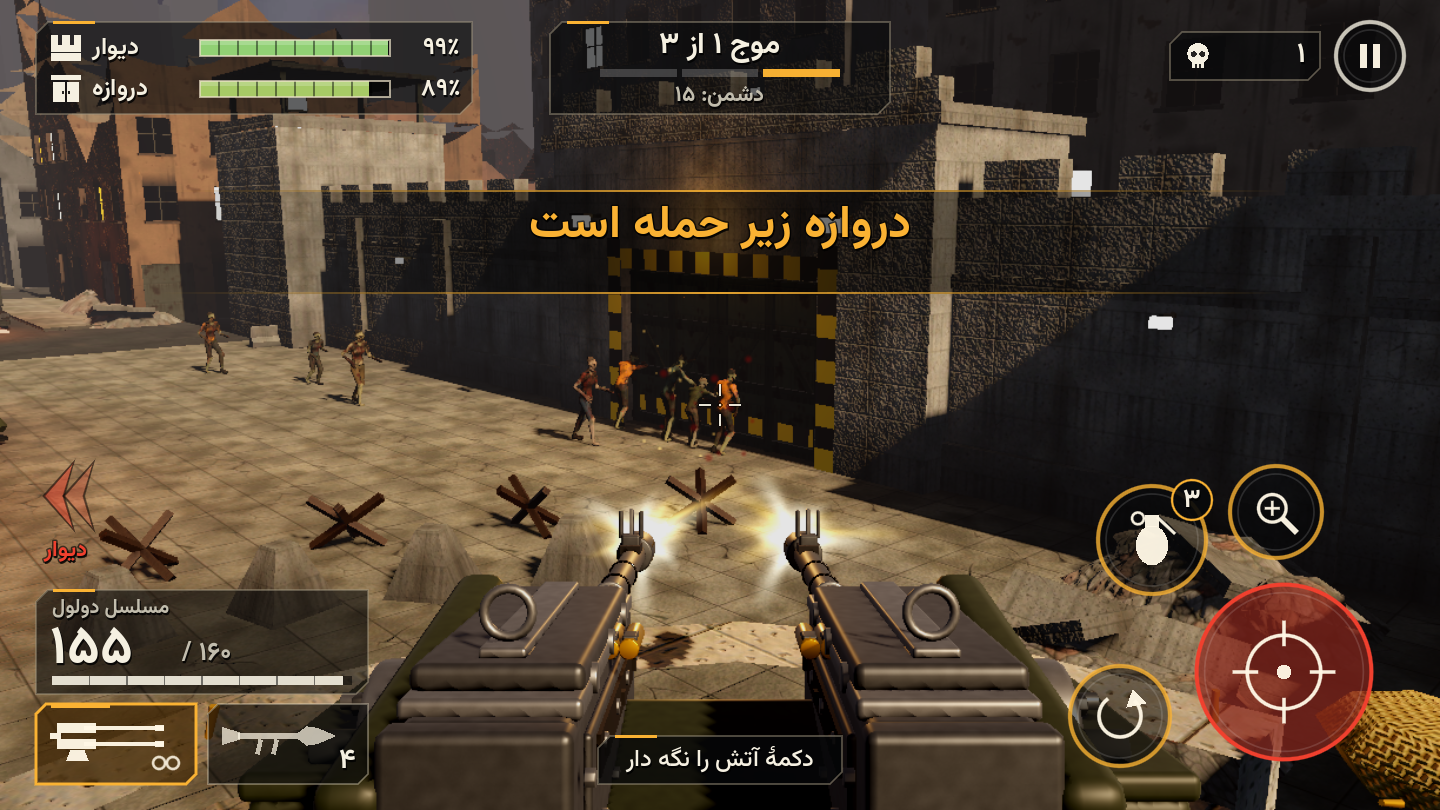 دیوار ۹۹٪
دروازه ۸۹٪
موج ۱ از ۳
دشمن: ۱۵
۱
دروازه زیر حمله است
دیوار
۳
مسلسل دولول
۱۵۵ / ۱۶۰
∞
۴
دکمهٔ آتش را نگه دار